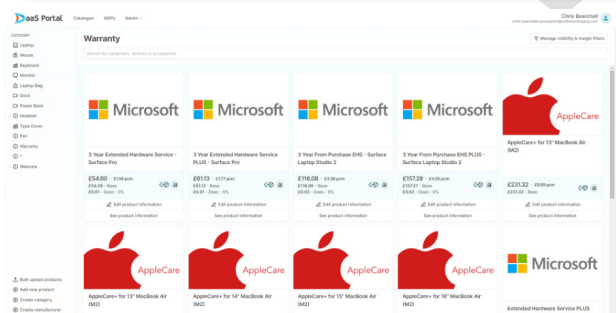 DaaS Portal
Catalogue MSPs Admin
Chris Bearchell
CATEGORY
Laptop
Mouse
Keyboard
Monitor
Laptop Bag
Dock
Power Bank
Headset
Type Cover
Pen
Warranty
*
Webcam
Bulk upload products
Add new product
Create category
Create manufacturer
Warranty
Manage visibility & margin filters
Search for computers, devices or accessories
Microsoft
3 Year Extended Hardware Service -
Surface Pro
£54.60
Edit product information
See product information
Microsoft
3 Year Extended Hardware Service
PLUS - Surface Pro
£61.13
Edit product information
See product information
Microsoft
3 Year From Purchase EHS - Surface
Laptop Studio 2
£116.08
Edit product information
See product information
Microsoft
3 Year From Purchase EHS PLUS -
Surface Laptop Studio 2
£157.29
Edit product information
See product information
AppleCare
AppleCare+ for 13" MacBook Air
(M2)
£231.32
Edit product information
See product information
AppleCare
AppleCare+ for 13" MacBook Air
(M2)
AppleCare
AppleCare+ for 14" MacBook Air
(M2)
AppleCare
AppleCare+ for 15" MacBook Air
(M2)
AppleCare
AppleCare+ for 16" MacBook Air
(M2)
Microsoft
Extended Hardware Service PLUS